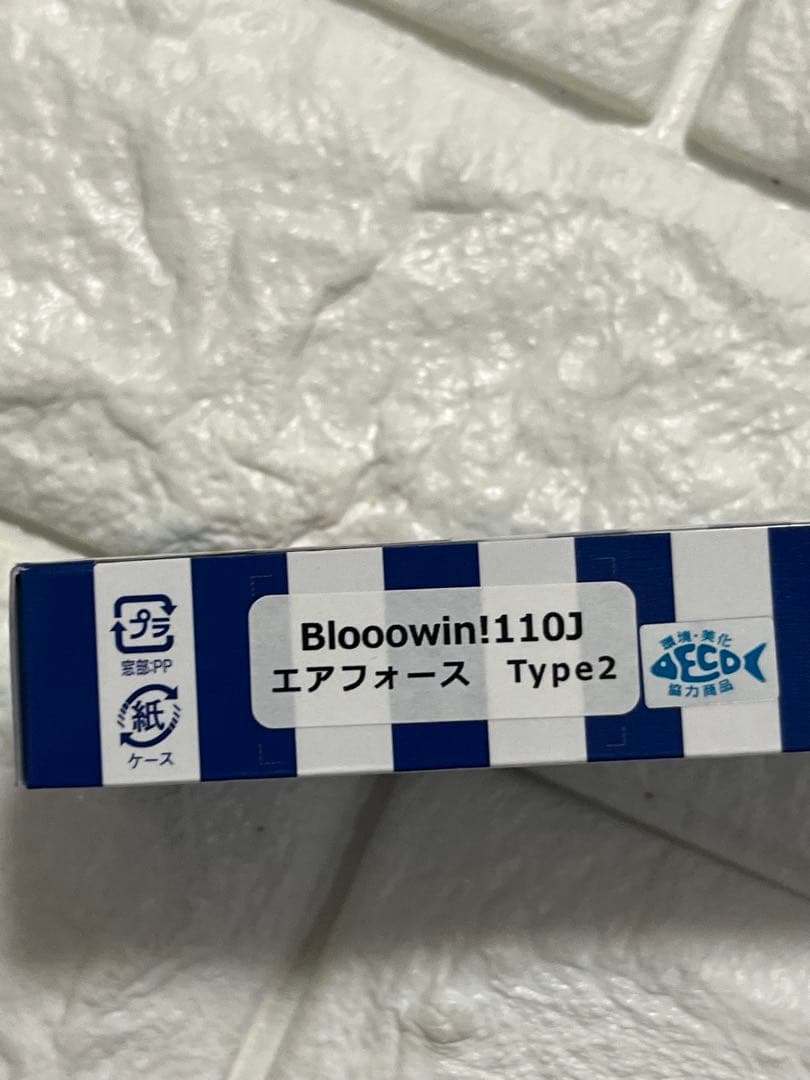 プラ
窓部:PP
紙
ケース
Blooowin!110J
エアフォース Type2
環境・美化
ECO
協力商品